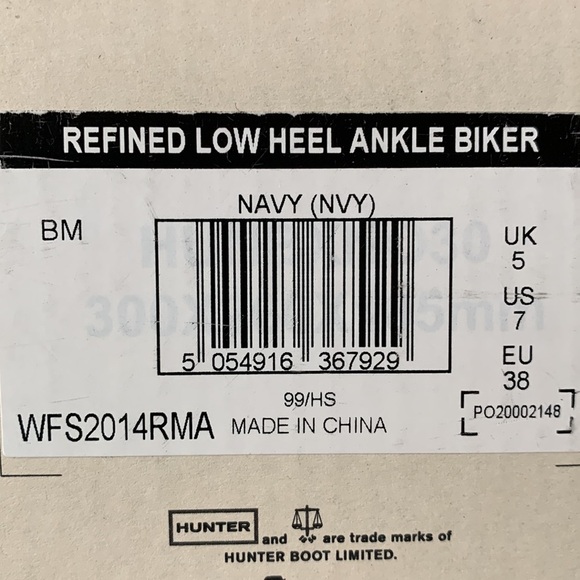 REFINED LOW HEEL ANKLE BIKER
NAVY (NVY)
BM
5 054916 367929
UK
5
US
7
EU
38
99/HS
WFS2014RMA MADE IN CHINA
PO20002148
HUNTER and are trade marks of
HUNTER BOOT LIMITED.